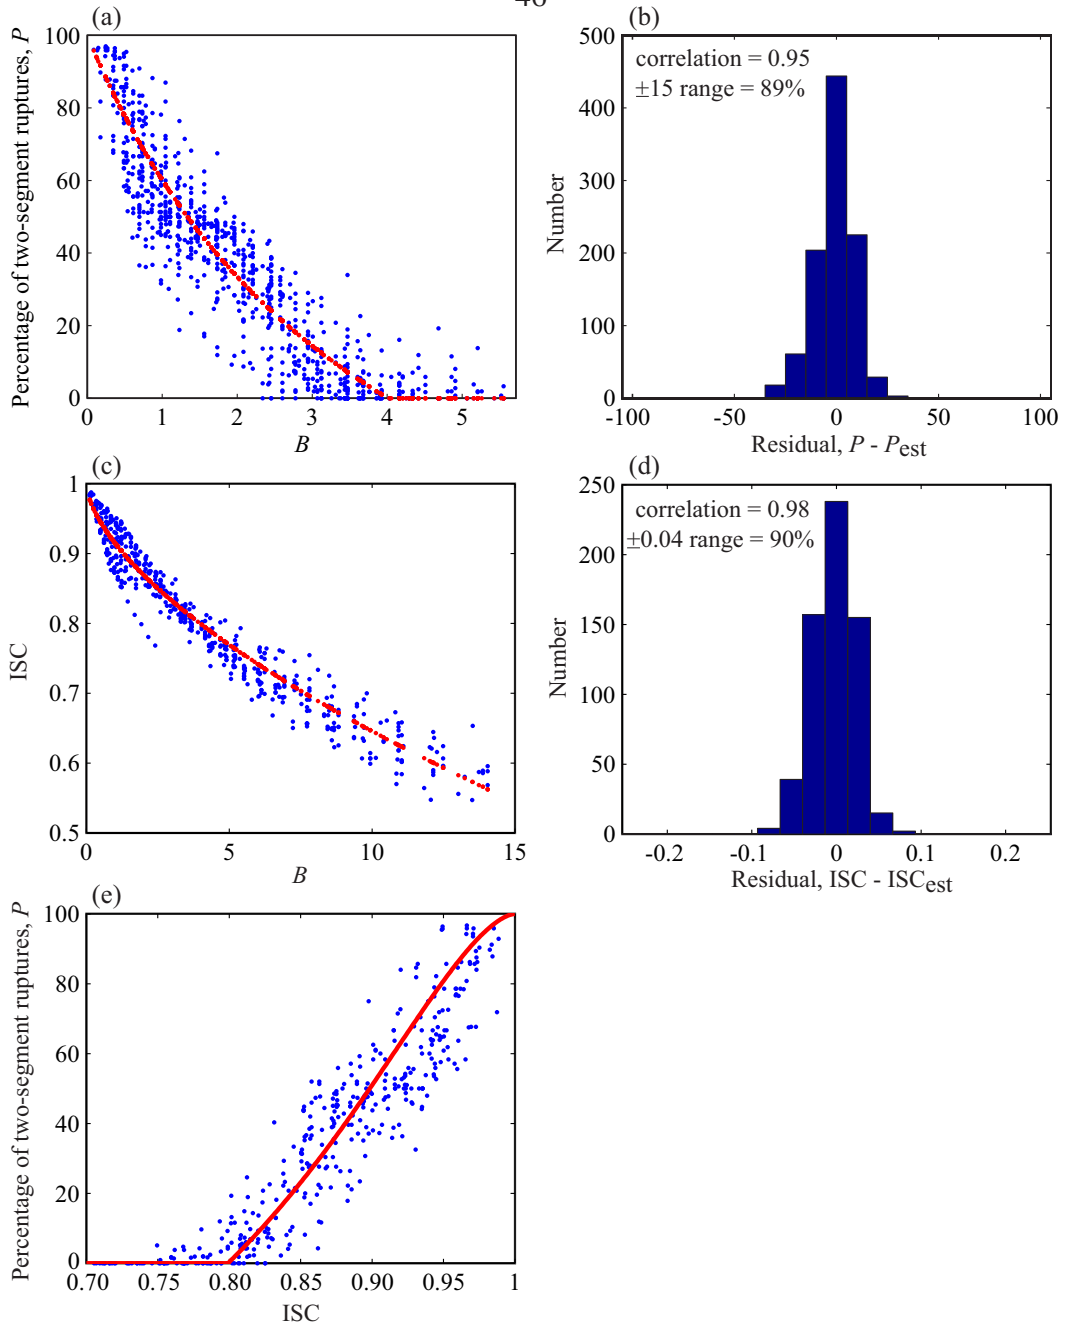 (a)
Percentage of two-segment ruptures, P
100
80
60
40
20
0
0 1 2 3 4 5
B
(b)
correlation = 0.95
±15 range = 89%
Number
500
400
300
200
100
0
-100 -50 0 50 100
Residual, P - Pest
(c)
ISC
1
0.9
0.8
0.7
0.6
0.5
0 5 10 15
B
(d)
correlation = 0.98
±0.04 range = 90%
Number
250
200
150
100
50
0
-0.2 -0.1 0 0.1 0.2
Residual, ISC - ISCest
(e)
Percentage of two-segment ruptures, P
100
80
60
40
20
0
0.70 0.75 0.80 0.85 0.90 0.95 1
ISC